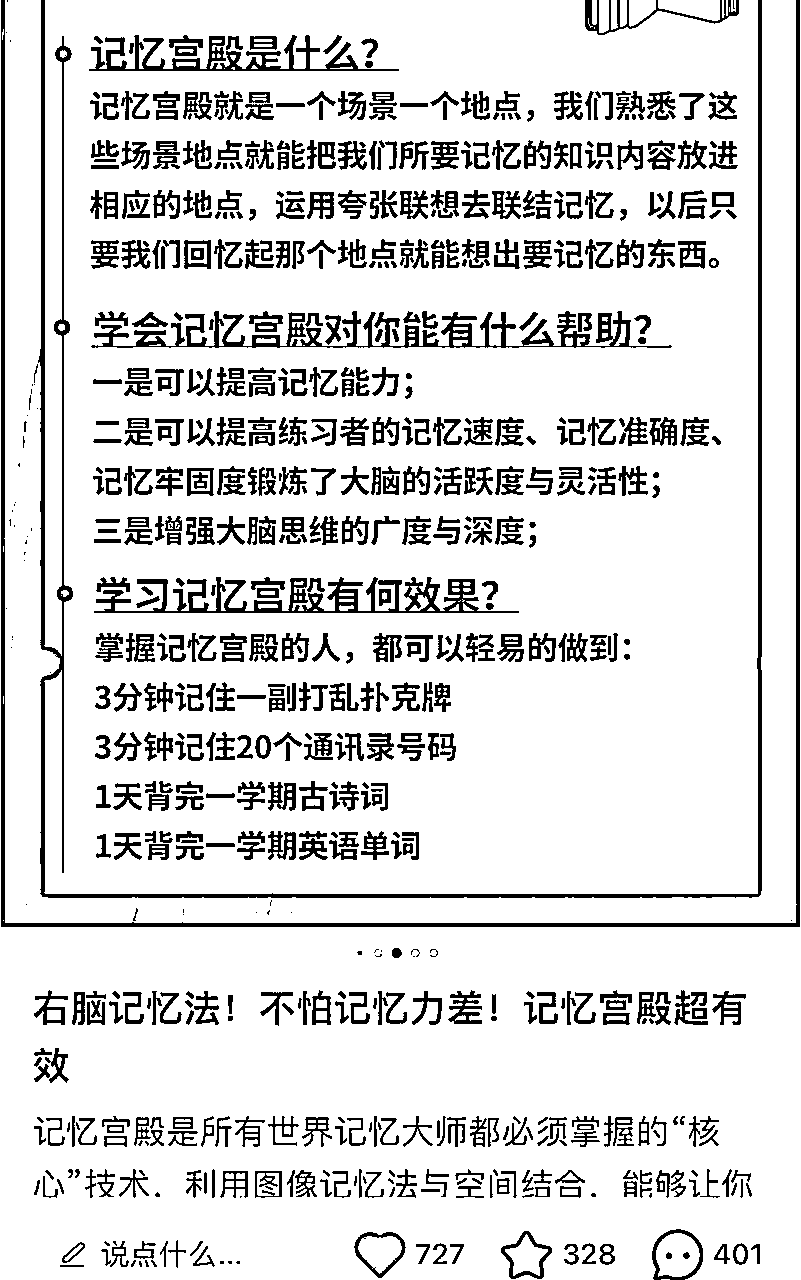 记忆宫殿是什么？
记忆宫殿就是一个场景一个地点，我们熟悉了这
些场景地点就能把我们所要记忆的知识内容放进
相应的地点，运用夸张联想去联结记忆，以后只
要我们回忆起那个地点就能想出要记忆的东西。
学会记忆宫殿对你能有什么帮助？
一是可以提高记忆能力；
二是可以提高练习者的记忆速度、记忆准确度、
记忆牢固度锻炼了大脑的活跃度与灵活性；
三是增强大脑思维的广度与深度；
学习记忆宫殿有何效果？
掌握记忆宫殿的人，都可以轻易的做到：
3分钟记住一副打乱扑克牌
3分钟记住20个通讯录号码
1天背完一学期古诗词
1天背完一学期英语单词
右脑记忆法！不怕记忆力差！记忆宫殿超有
效
记忆宫殿是所有世界记忆大师都必须掌握的“核
心”技术．利用图像记忆法与空间结合．能够让你
说点什么... 727 328 401